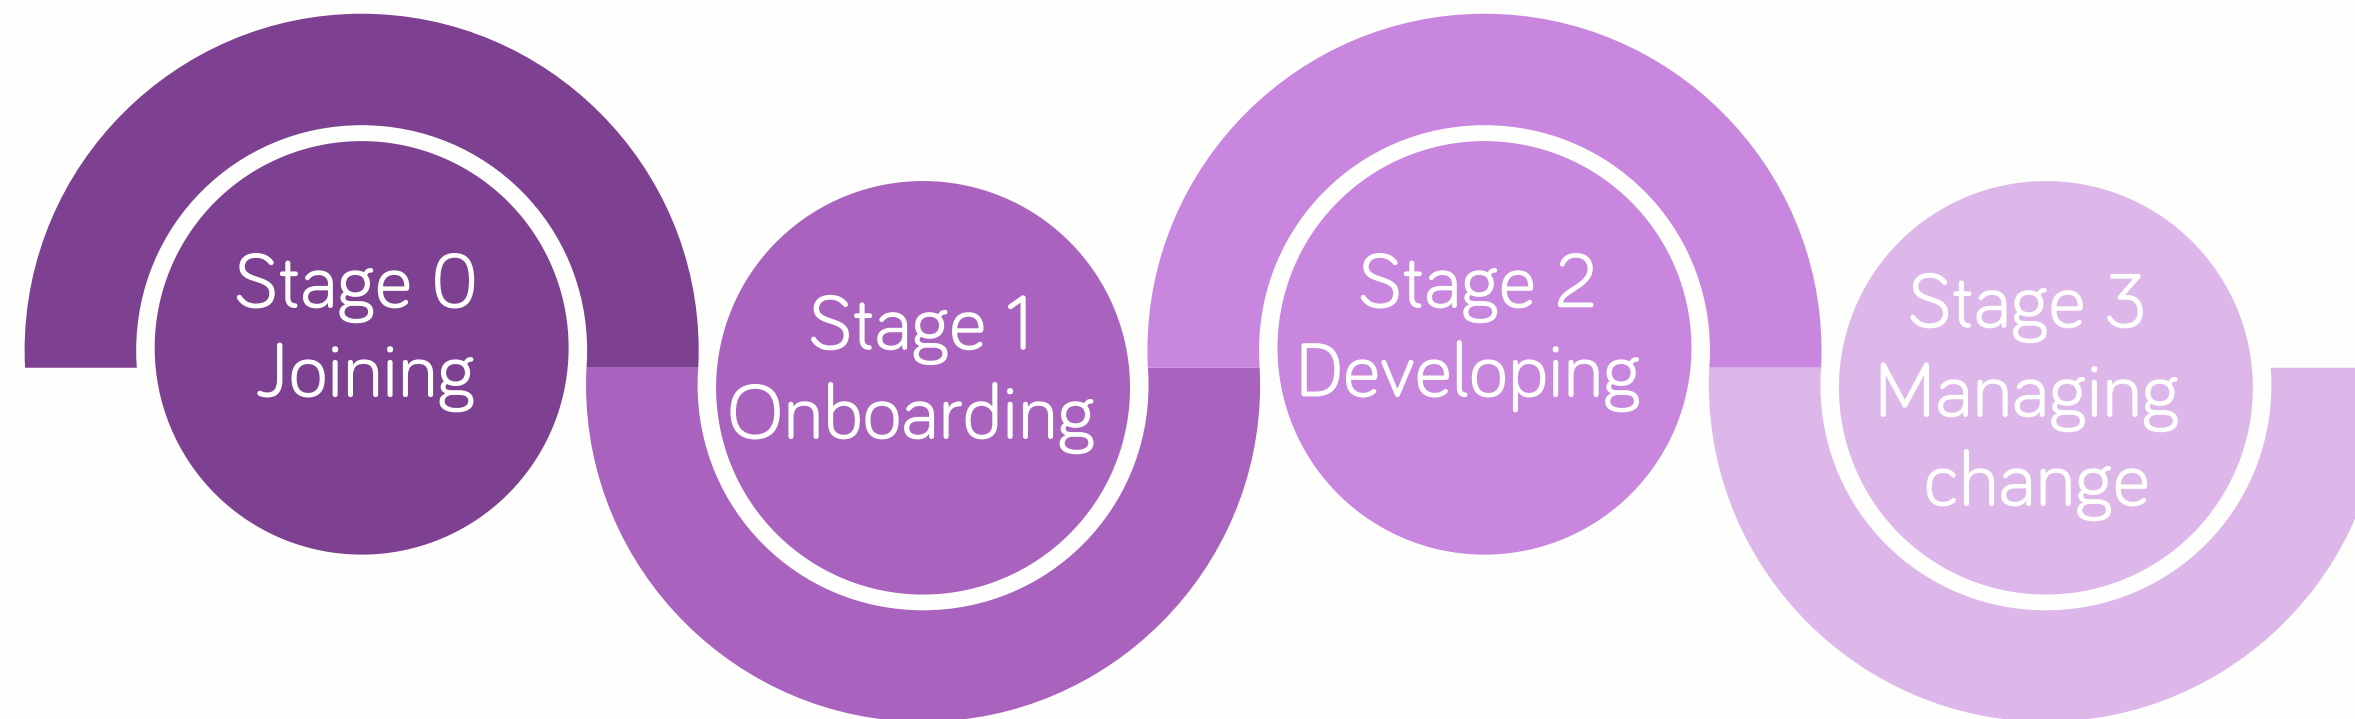 Stage 0
Joining
Stage 1
Onboarding
Stage 2
Developing
Stage 3
Managing
change